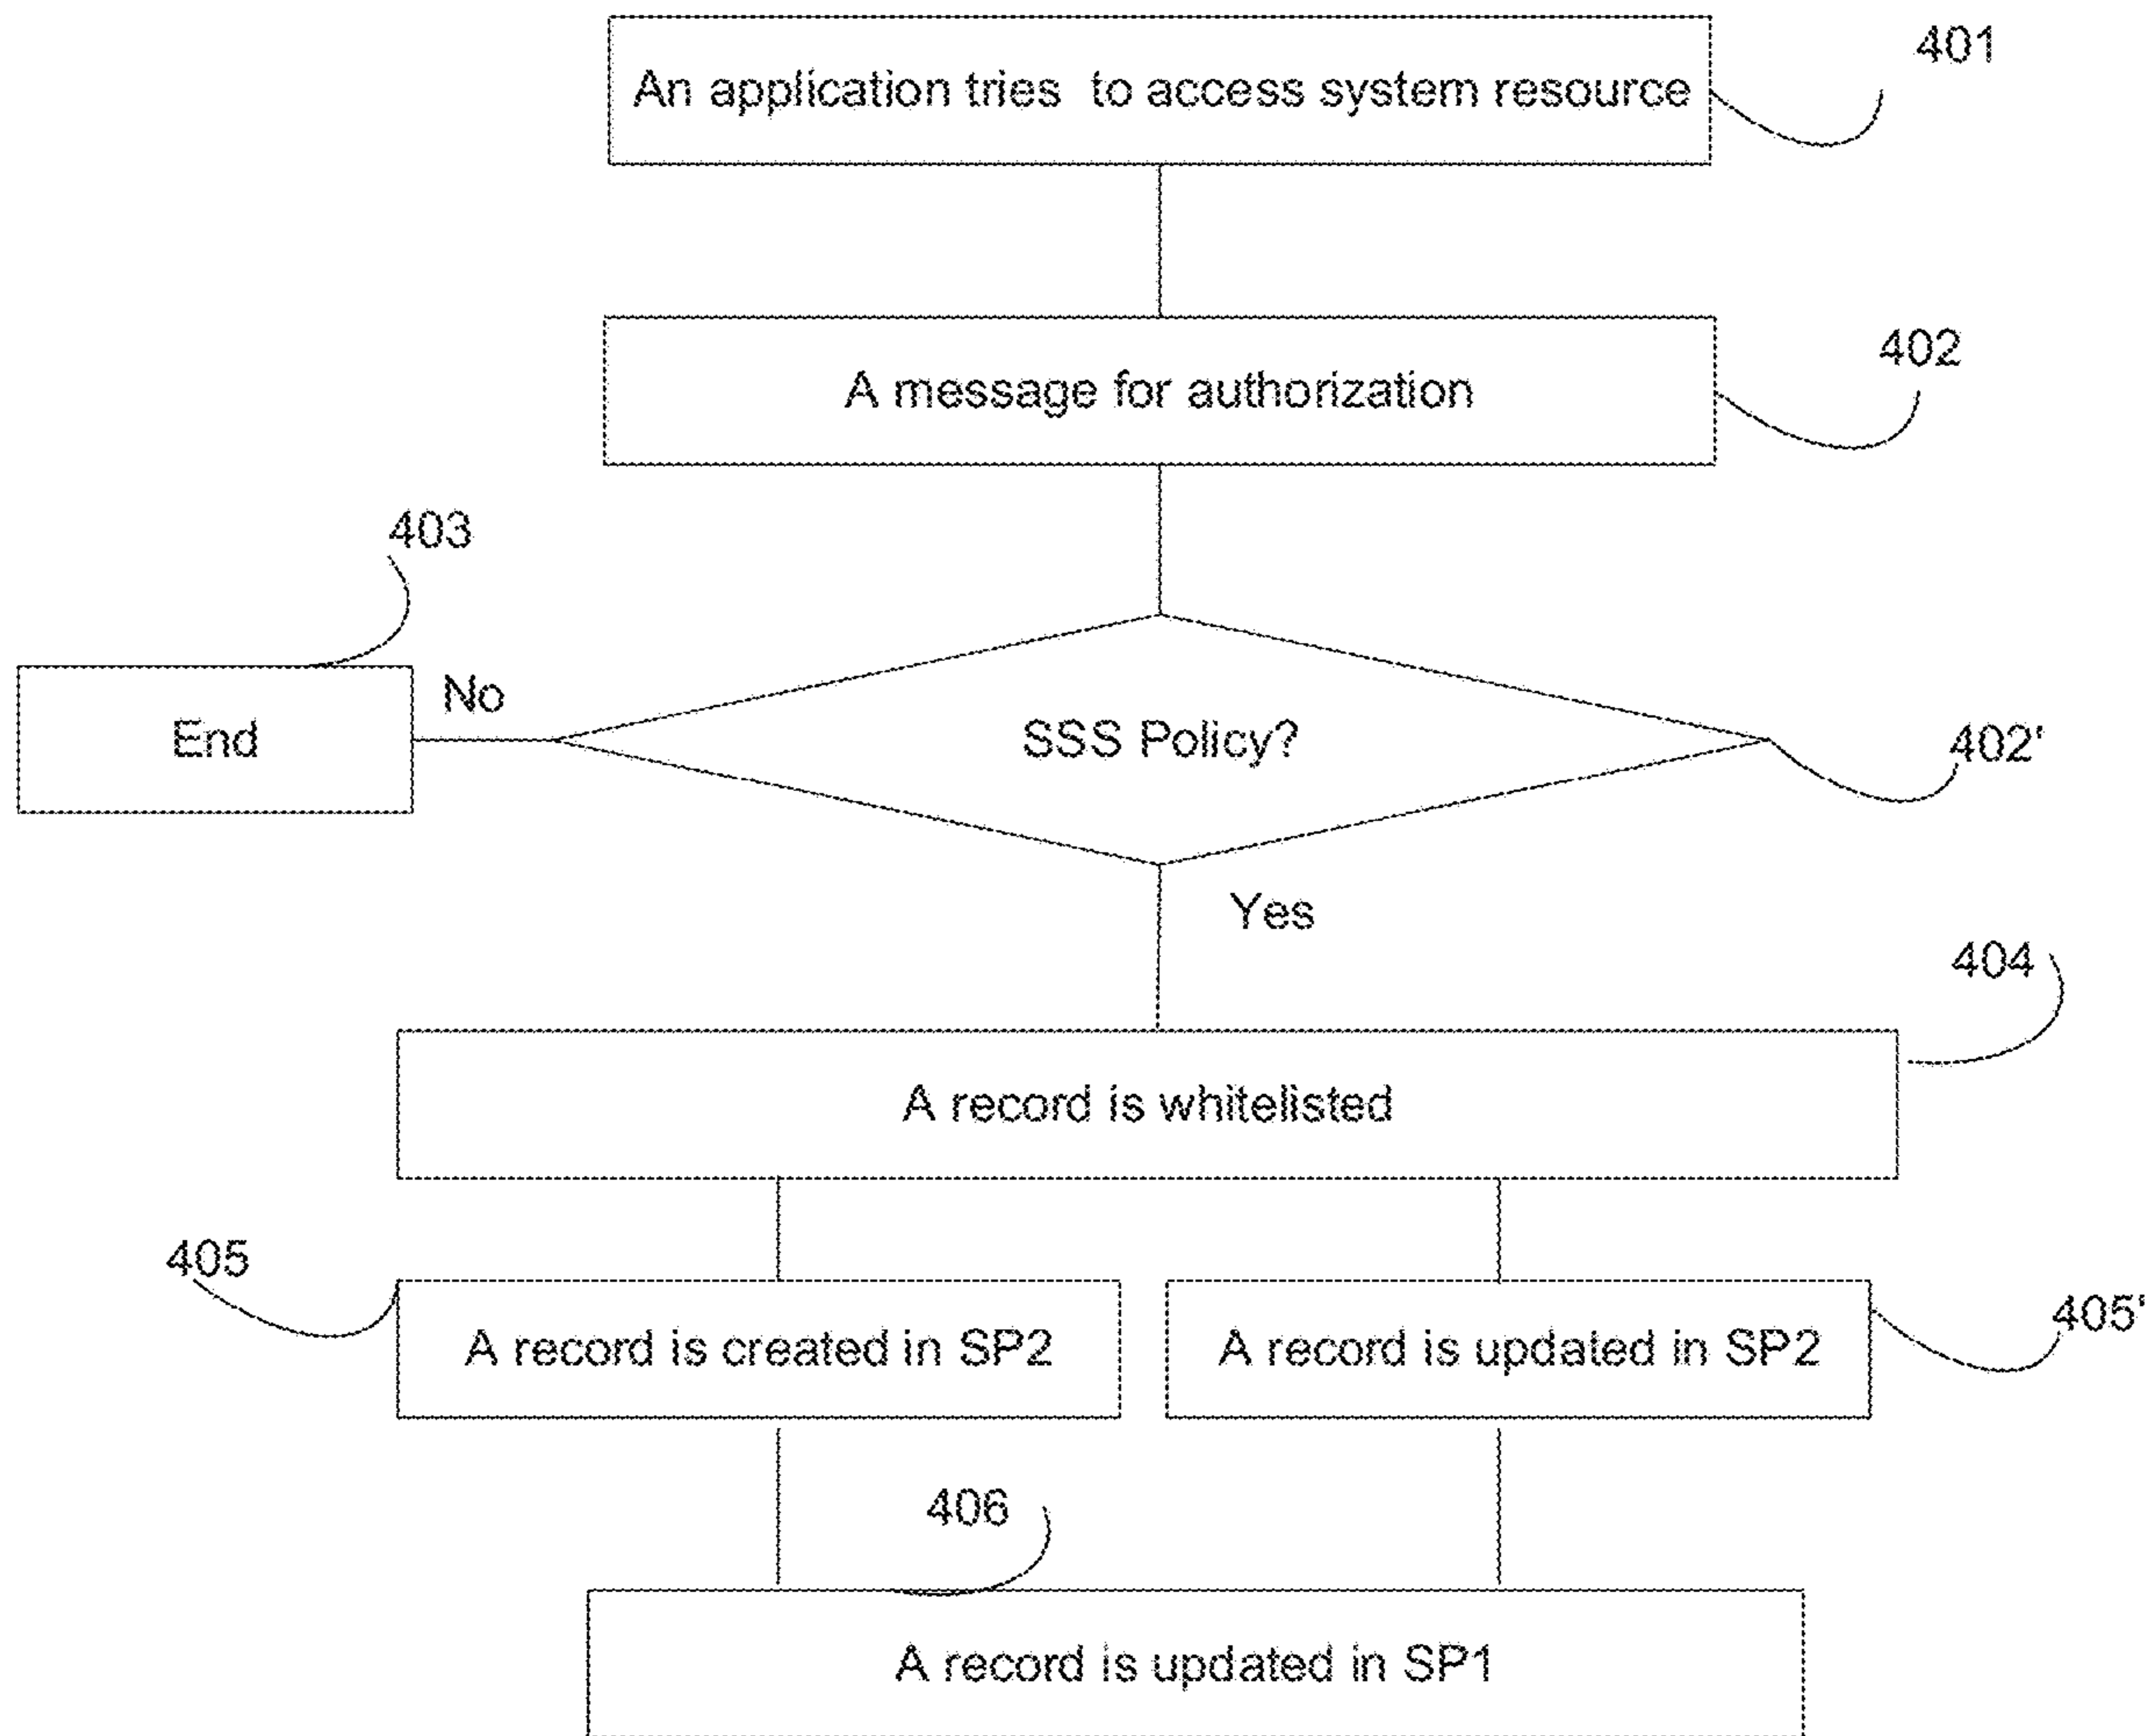 401
An application tries to access system resource
402
A message for authorization
403
No
End
SSS Policy?
402'
Yes
404
A record is whitelisted
405
405'
A record is created in SP2
A record is updated in SP2
406
A record is updated in SP1